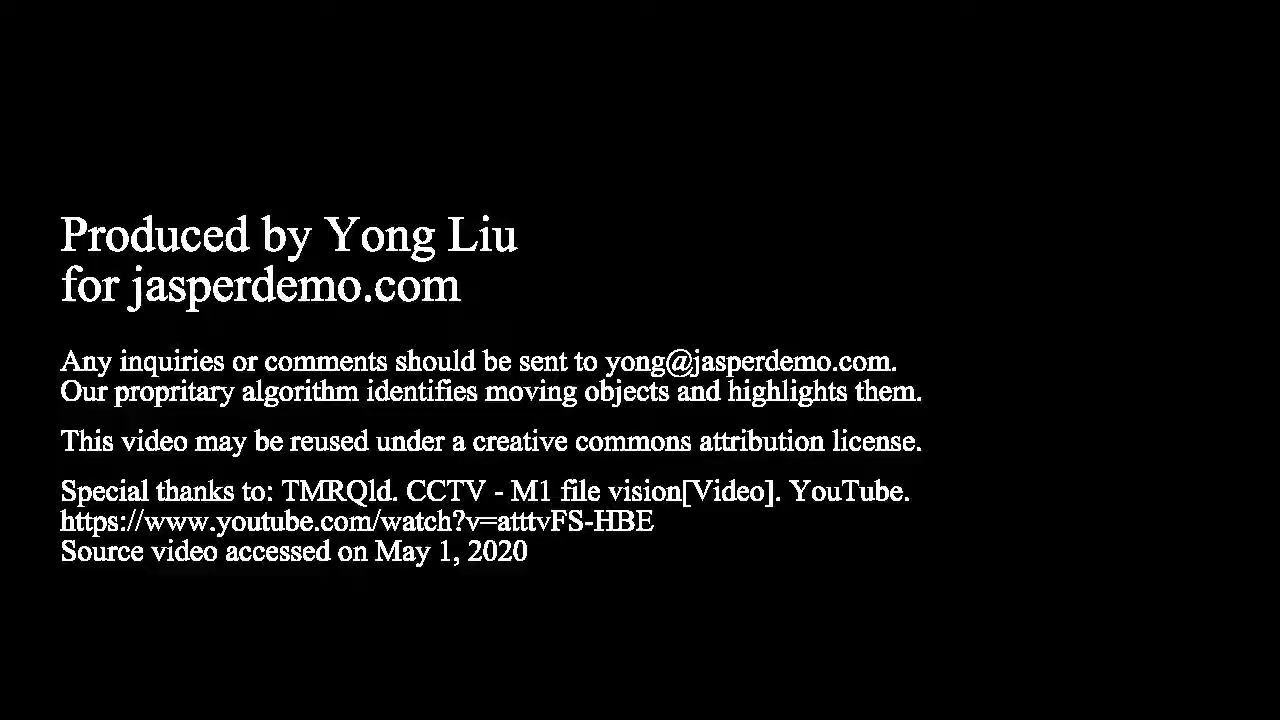 Produced by Yong Liu
for jasperdemo.com
Any inquiries or comments should be sent to yong@jasperdemo.com.
Our propritary algorithm identifies moving objects and highlights them.
This video may be reused under a creative commons attribution license.
Special thanks to: TMRQld. CCTV - M1 file vision[Video]. YouTube.
https://www.youtube.com/watch?v=atttvFS-HBE
Source video accessed on May 1, 2020